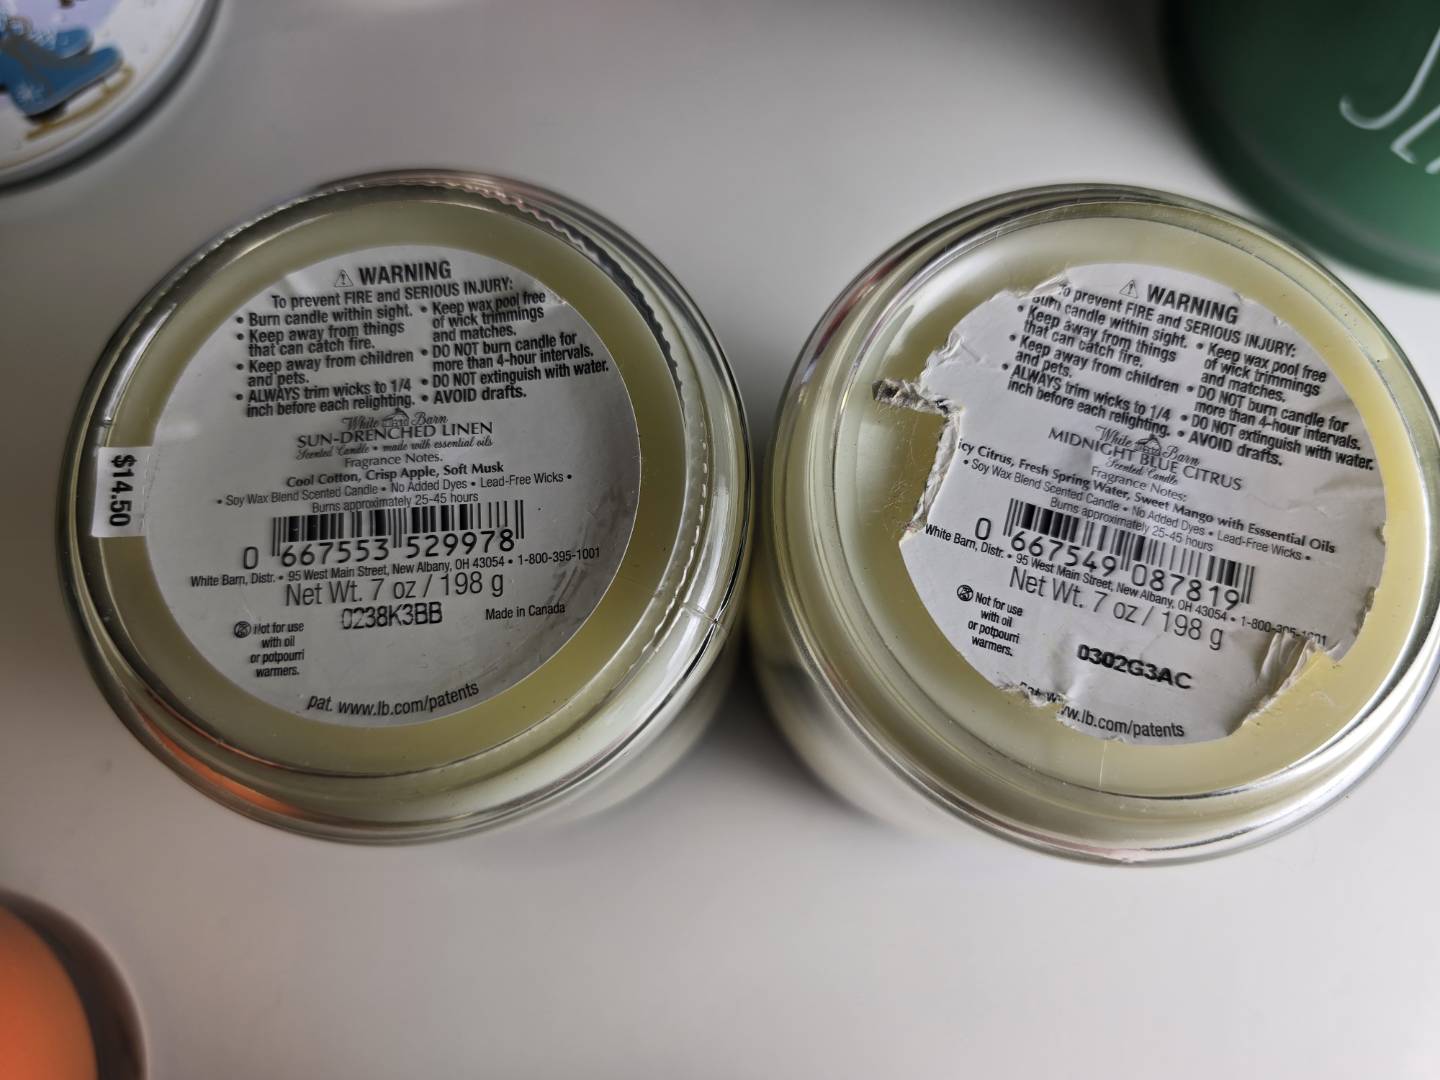 ⚠ WARNING
To prevent FIRE and SERIOUS INJURY:
• Burn candle within sight.
• Keep away from things
that can catch fire.
• Keep away from children
and pets.
• ALWAYS trim wicks to 1/4
inch before each relighting.
• Keep wax pool free
of wick trimmings
and matches.
• DO NOT burn candle for
more than 4-hour intervals.
• DO NOT extinguish with water.
• AVOID drafts.
White Barn
SUN-DRENCHED LINEN
Scented Candle • made with essential oils
Fragrance Notes:
Cool Cotton, Crisp Apple, Soft Musk
• Soy Wax Blend Scented Candle • No Added Dyes • Lead-Free Wicks •
Burns approximately 25-45 hours
0 667553 529978
White Barn, Distr. • 95 West Main Street, New Albany, OH 43054 • 1-800-395-1001
Net Wt. 7 oz / 198 g
0238K3BB
Made in Canada
Not for use
with oil
or potpourri
warmers.
pat. www.lb.com/patents
$14.50
⚠ WARNING
To prevent FIRE and SERIOUS INJURY:
• Burn candle within sight.
• Keep away from things
that can catch fire.
• Keep away from children
and pets.
• ALWAYS trim wicks to 1/4
inch before each relighting.
• Keep wax pool free
of wick trimmings
and matches.
• DO NOT burn candle for
more than 4-hour intervals.
• DO NOT extinguish with water.
• AVOID drafts.
White Barn
MIDNIGHT BLUE CITRUS
Scented Candle
Fragrance Notes:
icy Citrus, Fresh Spring Water, Sweet Mango with Essential Oils
• Soy Wax Blend Scented Candle • No Added Dyes • Lead-Free Wicks •
Burns approximately 25-45 hours
0 667549 087819
White Barn, Distr. • 95 West Main Street, New Albany, OH 43054 • 1-800-395-1001
Net Wt. 7 oz / 198 g
0302G3AC
Not for use
with oil
or potpourri
warmers.
Pat. www.lb.com/patents